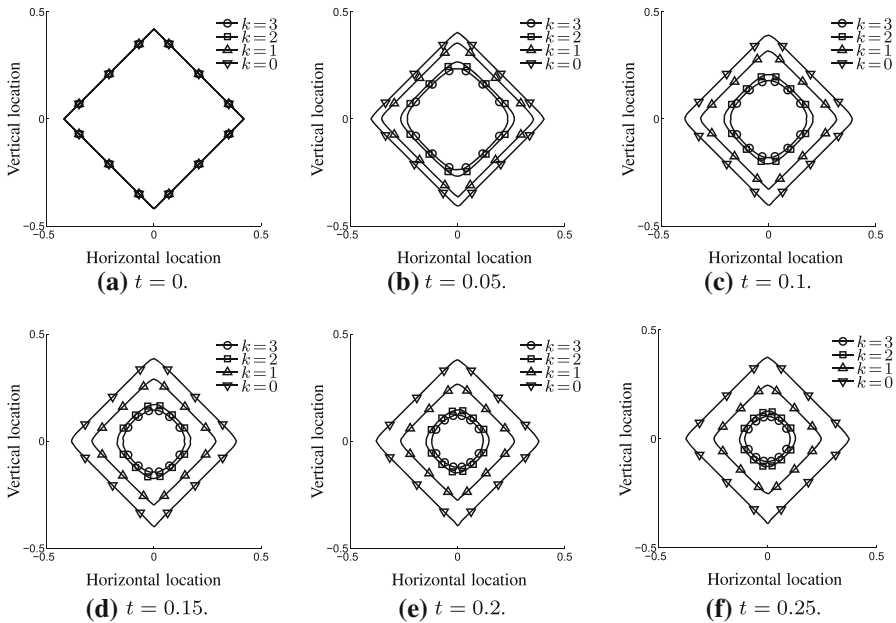 0.5
k=3
k=2
k=1
k=0
Vertical location
0
−0.5
−0.5
0
0.5
Horizontal location
(a) t = 0.
0.5
k=3
k=2
k=1
k=0
Vertical location
0
−0.5
−0.5
0
0.5
Horizontal location
(b) t = 0.05.
0.5
k=3
k=2
k=1
k=0
Vertical location
0
−0.5
−0.5
0
0.5
Horizontal location
(c) t = 0.1.
0.5
k=3
k=2
k=1
k=0
Vertical location
0
−0.5
−0.5
0
0.5
Horizontal location
(d) t = 0.15.
0.5
k=3
k=2
k=1
k=0
Vertical location
0
−0.5
−0.5
0
0.5
Horizontal location
(e) t = 0.2.
0.5
k=3
k=2
k=1
k=0
Vertical location
0
−0.5
−0.5
0
0.5
Horizontal location
(f) t = 0.25.